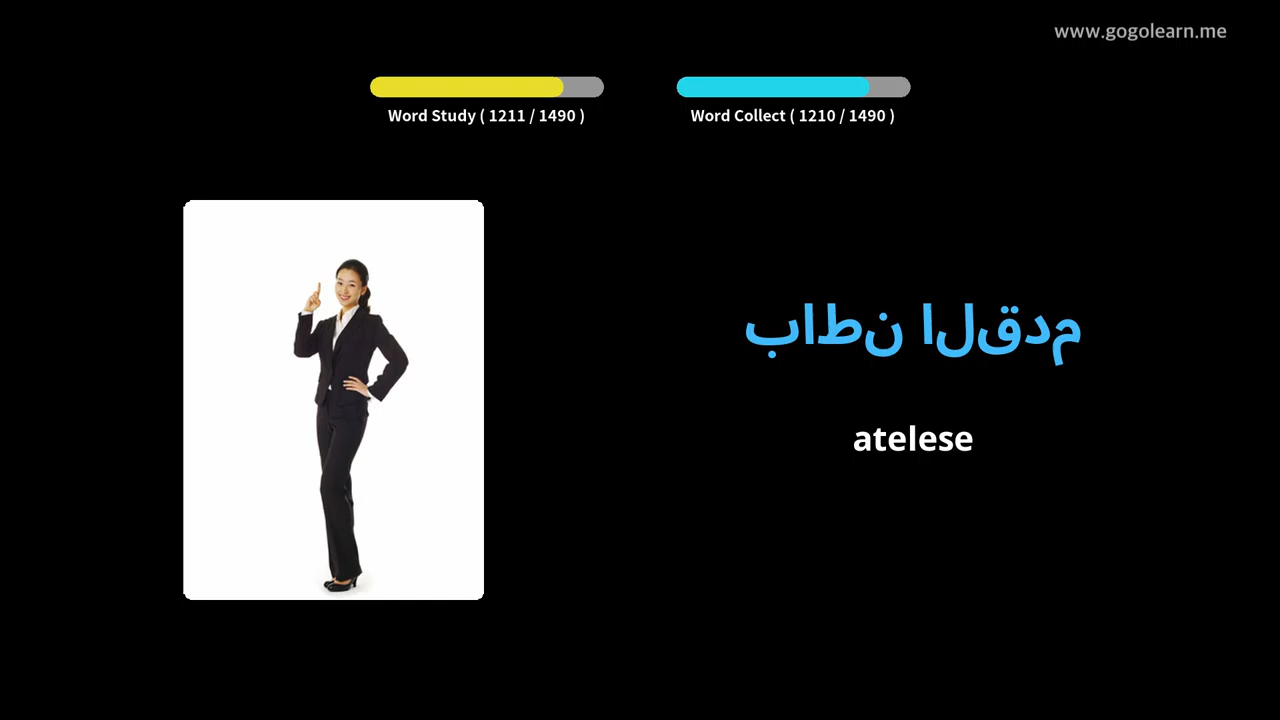 www.gogolearn.me
Word Study ( 1211 / 1490 )
Word Collect ( 1210 / 1490 )
باطن القدم
atelese